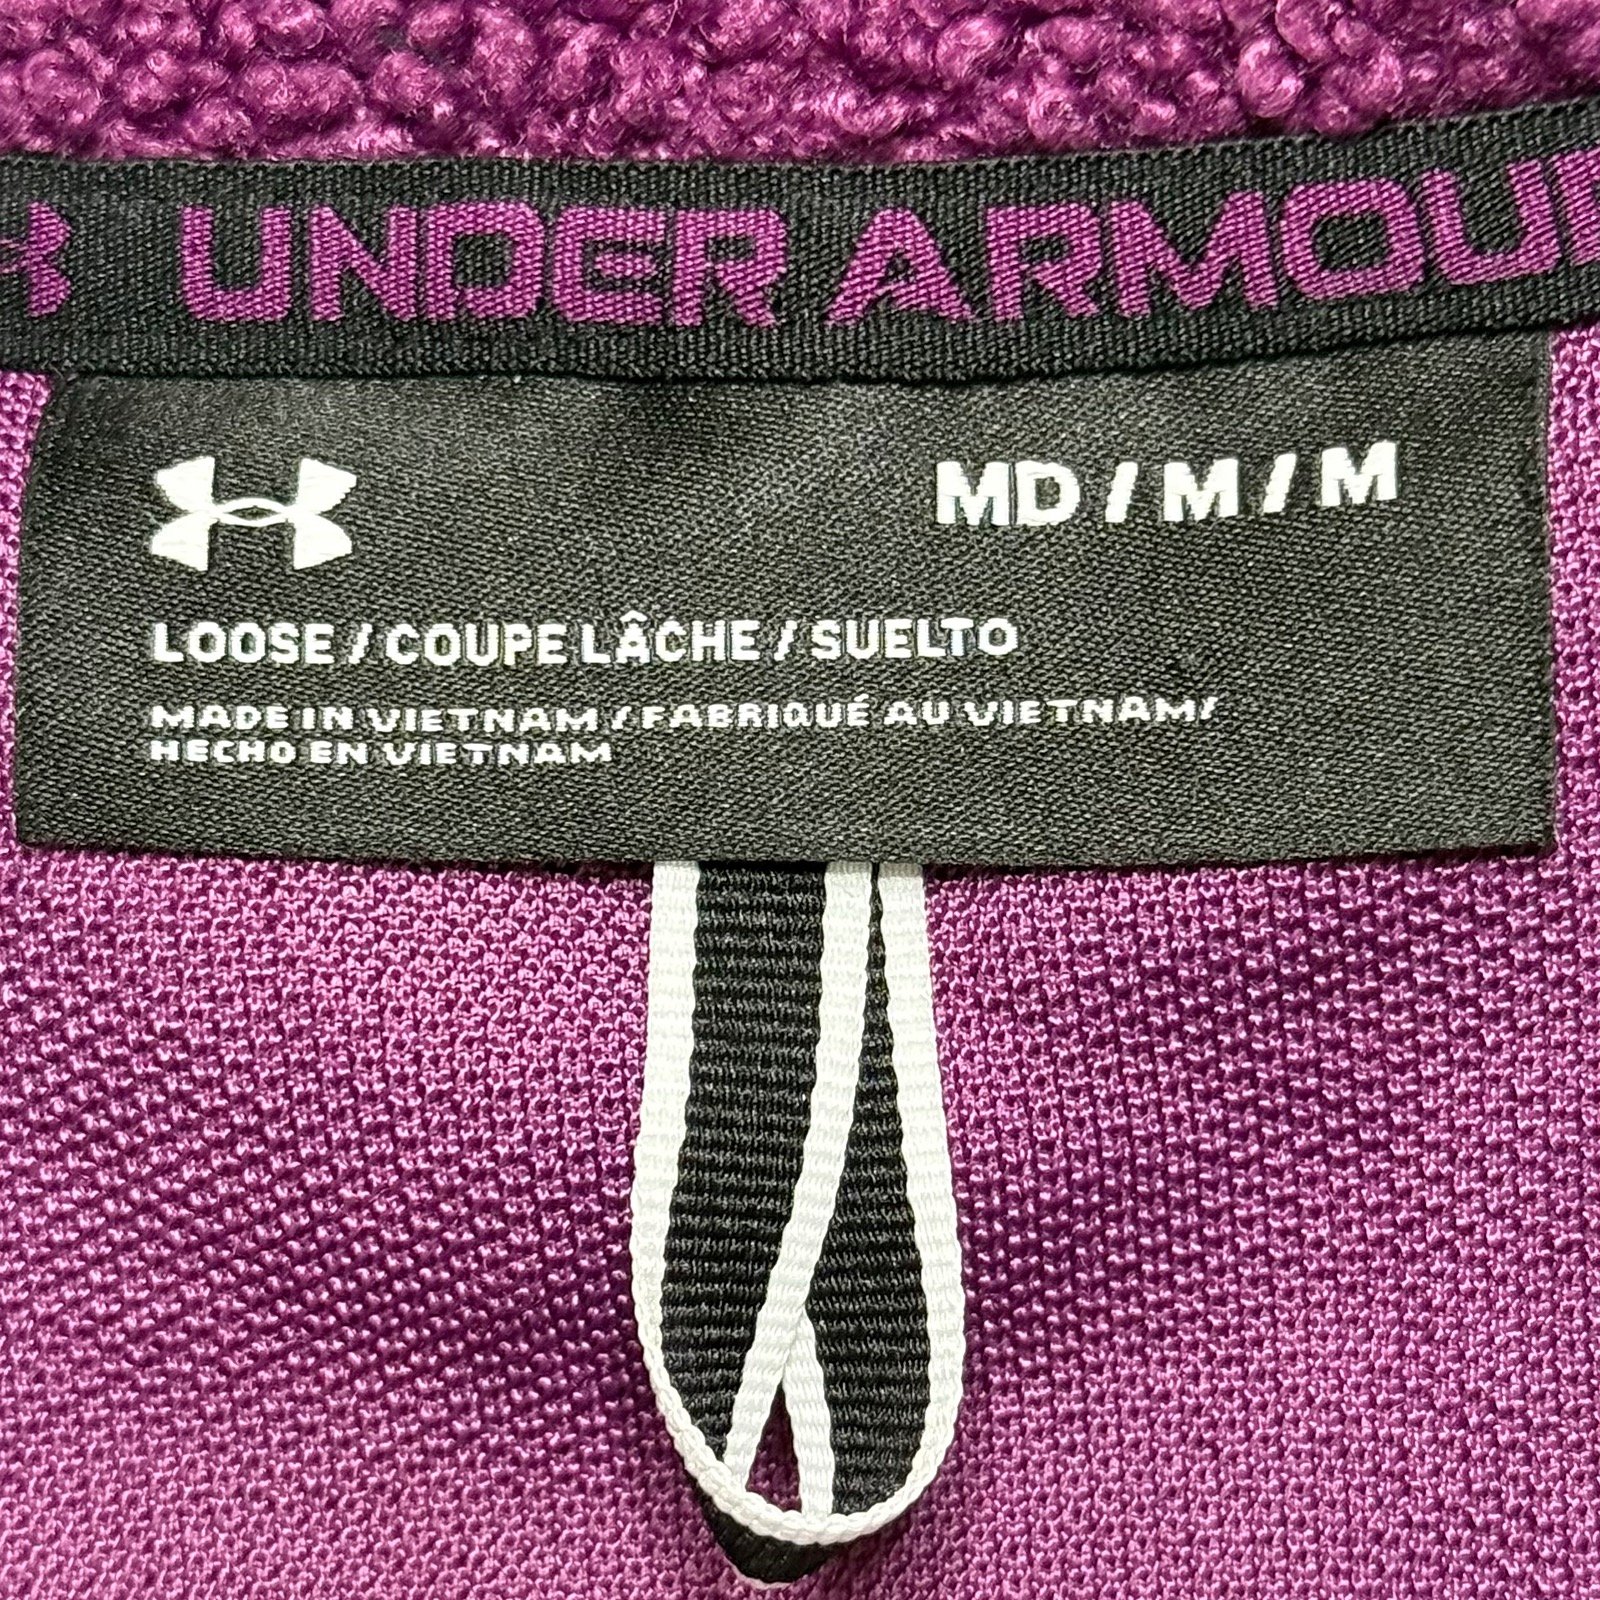 UNDER ARMOU
MD / M / M
LOOSE / COUPE LÂCHE / SUELTO
MADE IN VIETNAM / FABRIQUÉ AU VIETNAM/
HECHO EN VIETNAM